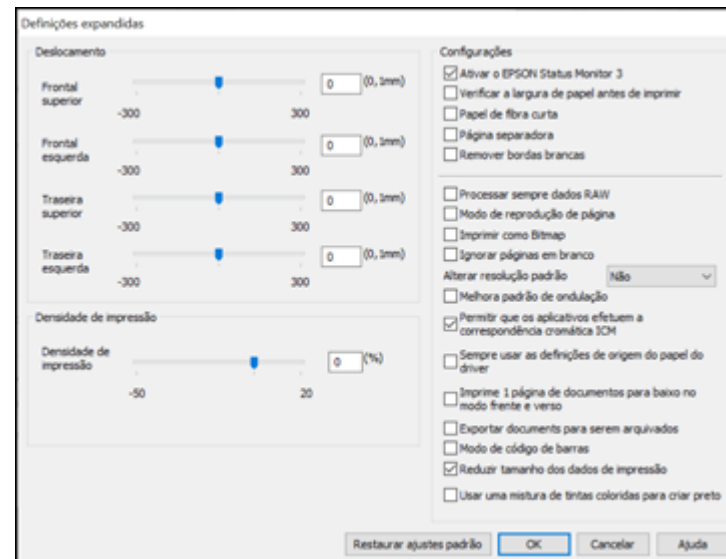 Definições expandidas
Deslocamento
Frontal
superior
0 (0,1mm)
-300 300
Frontal
esquerda
0 (0,1mm)
-300 300
Traseira
superior
0 (0,1mm)
-300 300
Traseira
esquerda
0 (0,1mm)
-300 300
Densidade de impressão
Densidade de
impressão
0 (%)
-50 20
Configurações
Ativar o EPSON Status Monitor 3
Verificar a largura de papel antes de imprimir
Papel de fibra curta
Página separadora
Remover bordas brancas
Processar sempre dados RAW
Modo de reprodução de página
Imprimir como Bitmap
Ignorar páginas em branco
Alterar resolução padrão Não
Melhora padrão de ondulação
Permitir que os aplicativos efetuem a
correspondência cromática ICM
Sempre usar as definições de origem do papel do
driver
Imprime 1 página de documentos para baixo no
modo frente e verso
Exportar documents para serem arquivados
Modo de código de barras
Reduzir tamanho dos dados de impressão
Usar uma mistura de tintas coloridas para criar preto
Restaurar ajustes padrão OK Cancelar Ajuda